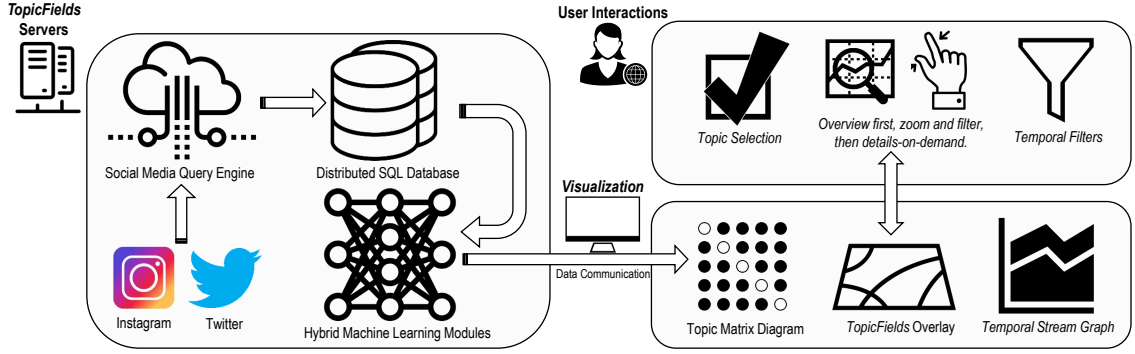 TopicFields
Servers
Social Media Query Engine
Distributed SQL Database
Instagram
Twitter
Hybrid Machine Learning Modules
User Interactions
Topic Selection
Overview first, zoom and filter,
then details-on-demand.
Temporal Filters
Visualization
Data Communication
Topic Matrix Diagram
TopicFields Overlay
Temporal Stream Graph